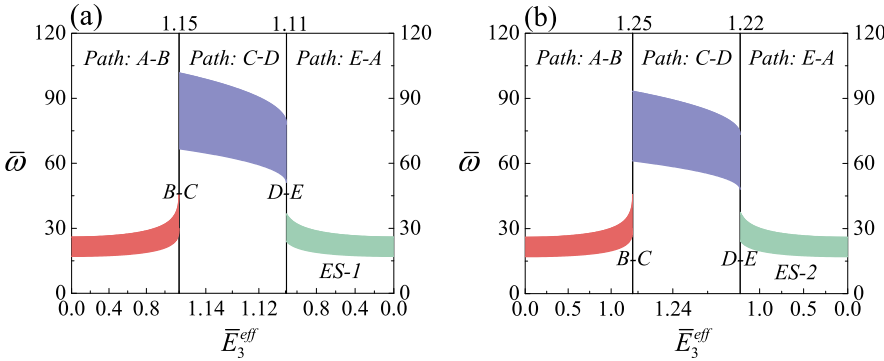 (a)
1.15 1.11
120 120
Path: A-B Path: C-D Path: E-A
90 90
ω̅ 60 60
B-C D-E
30 30
ES-1
0 0
0.0 0.4 0.8 1.14 1.12 0.8 0.4 0.0
E̅₃ᵉᶠᶠ
(b)
1.25 1.22
120 120
Path: A-B Path: C-D Path: E-A
90 90
ω̅ 60 60
30 30
B-C D-E
ES-2
0 0
0.0 0.5 1.0 1.24 1.0 0.5 0.0
E̅₃ᵉᶠᶠ